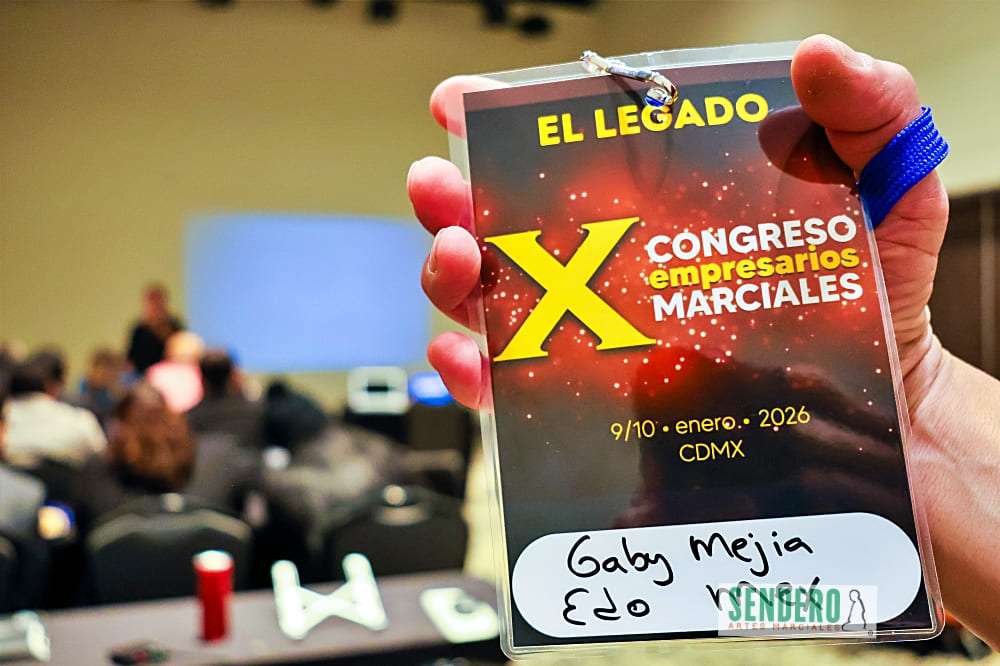 EL LEGADO
X
CONGRESO
empresarios
MARCIALES
9/10 • enero. • 2026
CDMX
Gaby Mejia
Edo
SENDERO
ARTES MARCIALES